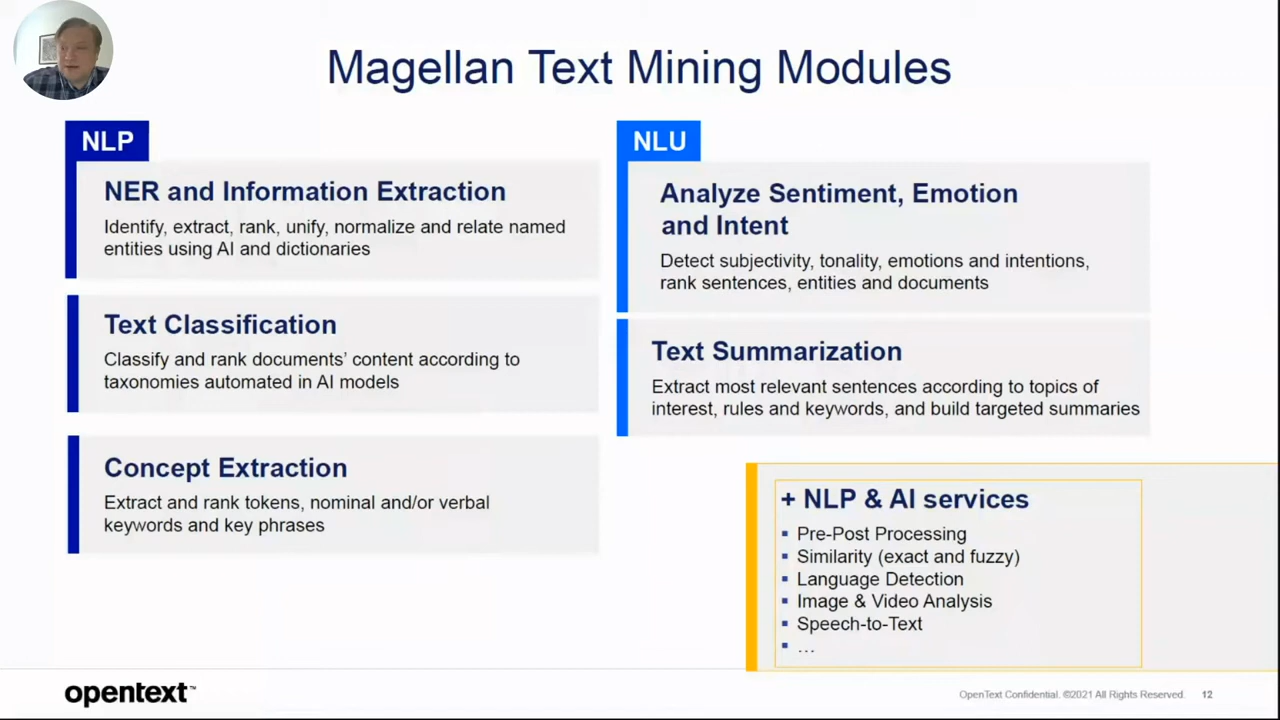 Magellan Text Mining Modules
NLP
NER and Information Extraction
Identify, extract, rank, unify, normalize and relate named
entities using AI and dictionaries
Text Classification
Classify and rank documents’ content according to
taxonomies automated in AI models
Concept Extraction
Extract and rank tokens, nominal and/or verbal
keywords and key phrases
NLU
Analyze Sentiment, Emotion
and Intent
Detect subjectivity, tonality, emotions and intentions,
rank sentences, entities and documents
Text Summarization
Extract most relevant sentences according to topics of
interest, rules and keywords, and build targeted summaries
+ NLP & AI services
▪ Pre-Post Processing
▪ Similarity (exact and fuzzy)
▪ Language Detection
▪ Image & Video Analysis
▪ Speech-to-Text
▪ …
opentext™
OpenText Confidential. ©2021 All Rights Reserved. 12